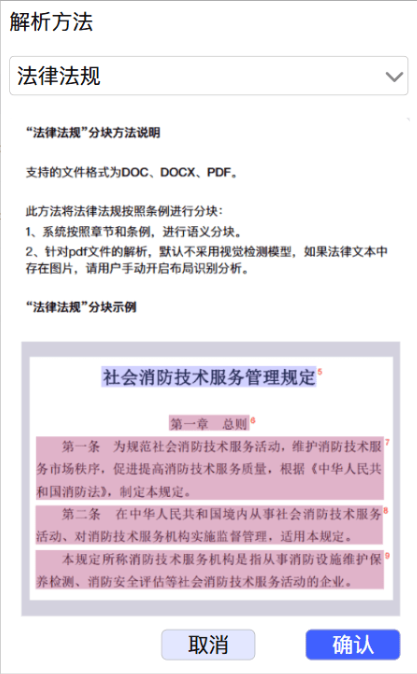 解析方法
法律法规
“法律法规”分块方法说明
支持的文件格式为DOC、DOCX、PDF。
此方法将法律法规按照条例进行分块：
1、系统按照章节和条例，进行语义分块。
2、针对pdf文件的解析，默认不采用视觉检测模型，如果法律文本中
存在图片，请用户手动开启布局识别分析。
“法律法规”分块示例
社会消防技术服务管理规定 5
第一章 总则 6
第一条 为规范社会消防技术服务活动，维护消防技术服 7
务市场秩序，促进提高消防技术服务质量，根据《中华人民共
和国消防法》，制定本规定。
第二条 在中华人民共和国境内从事社会消防技术服务 8
活动、对消防技术服务机构实施监督管理，适用本规定。
本规定所称消防技术服务机构是指从事消防设施维护保 9
养检测、消防安全评估等社会消防技术服务活动的企业。
取消 确认